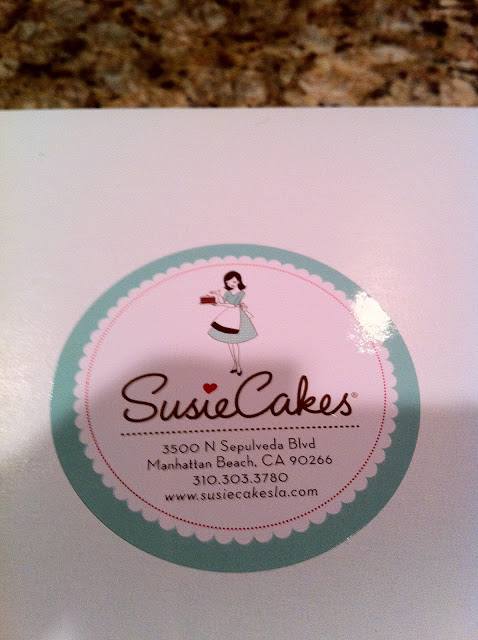 SusieCakes®
3500 N Sepulveda Blvd
Manhattan Beach, CA 90266
310.303.3780
www.susiecakesla.com